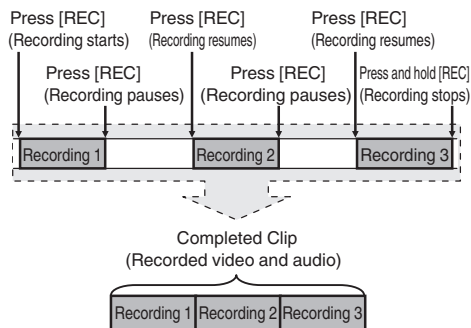 Press [REC]
(Recording starts)
Press [REC]
(Recording resumes)
Press [REC]
(Recording resumes)
Press [REC]
(Recording pauses)
Press [REC]
(Recording pauses)
Press and hold [REC]
(Recording stops)
Recording 1
Recording 2
Recording 3
Completed Clip
(Recorded video and audio)
Recording 1
Recording 2
Recording 3